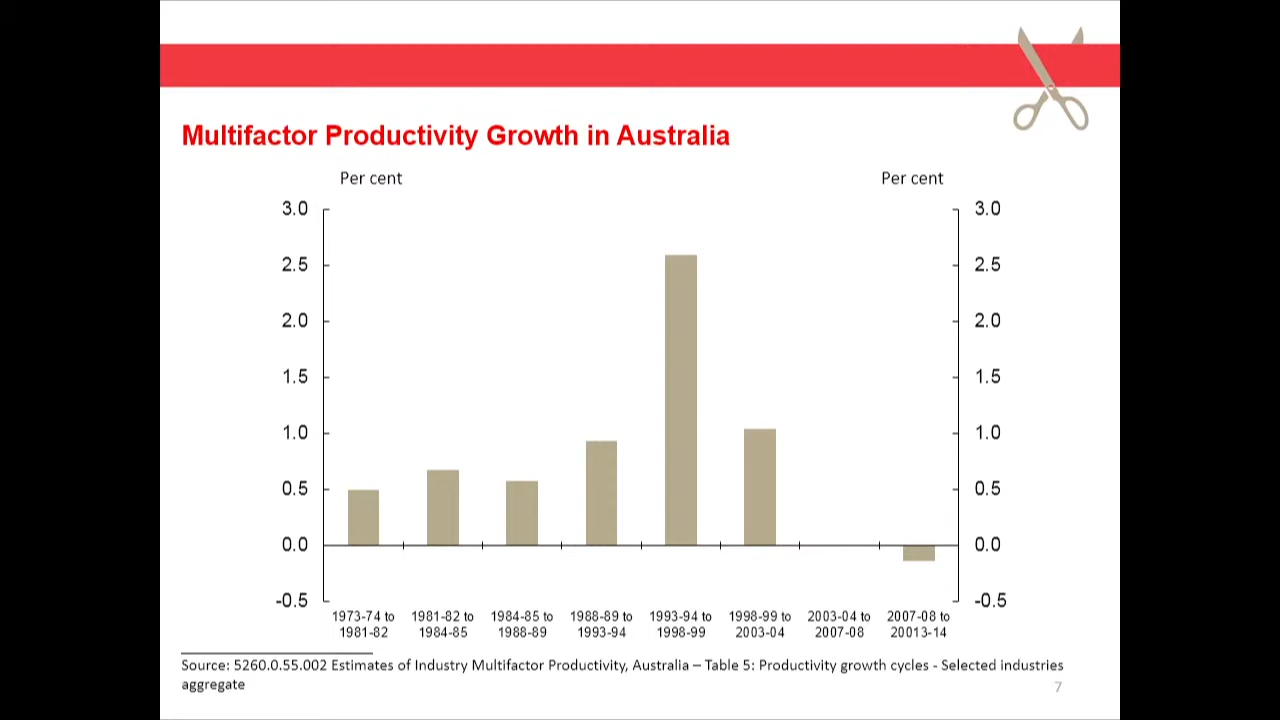 Multifactor Productivity Growth in Australia
Per cent Per cent
3.0 3.0
2.5 2.5
2.0 2.0
1.5 1.5
1.0 1.0
0.5 0.5
0.0 0.0
-0.5 -0.5
1973-74 to 1981-82 to 1984-85 to 1988-89 to 1993-94 to 1998-99 to 2003-04 to 2007-08 to
1981-82 1984-85 1988-89 1993-94 1998-99 2003-04 2007-08 20013-14
Source: 5260.0.55.002 Estimates of Industry Multifactor Productivity, Australia – Table 5: Productivity growth cycles - Selected industries
aggregate
7